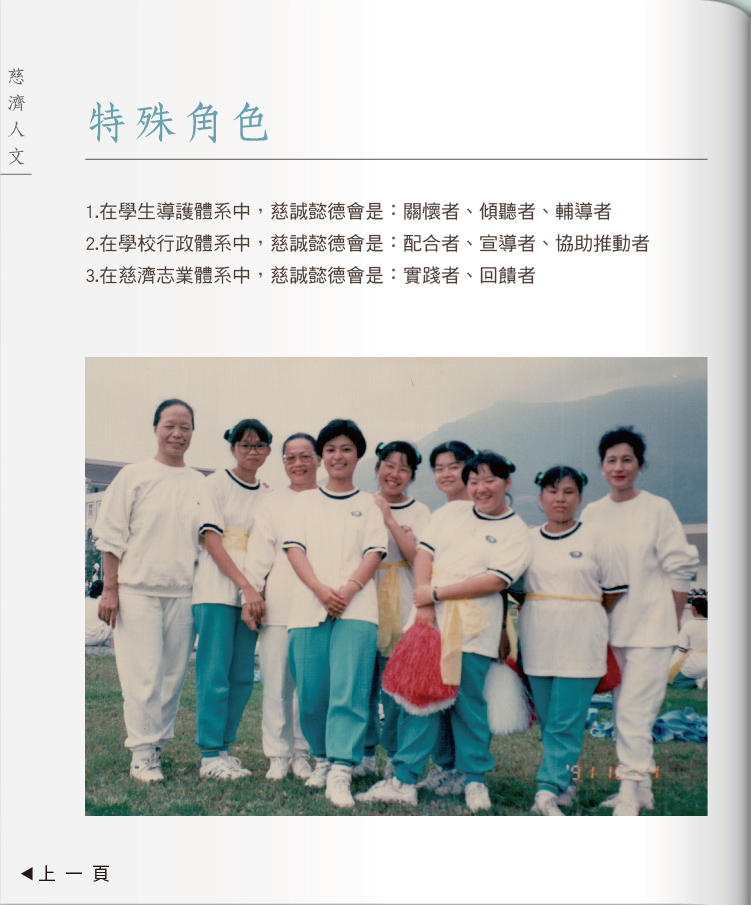 慈濟人文
特殊角色
1.在學生導護體系中，慈誠懿德會是：關懷者、傾聽者、輔導者
2.在學校行政體系中，慈誠懿德會是：配合者、宣導者、協助推動者
3.在慈濟志業體系中，慈誠懿德會是：實踐者、回饋者
◀上一頁